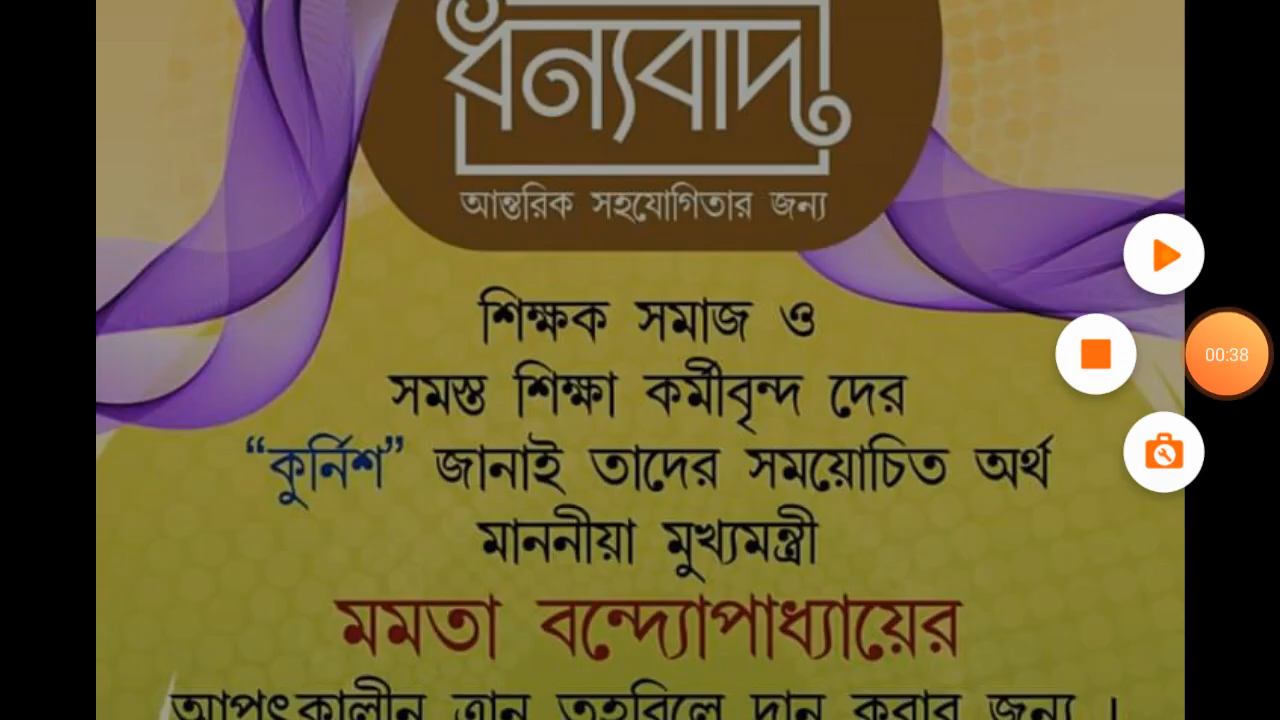 ধন্যবাদ
আন্তরিক সহযোগিতার জন্য
শিক্ষক সমাজ ও
সমস্ত শিক্ষা কর্মীবৃন্দ দের
“কুর্নিশ” জানাই তাদের সময়োচিত অর্থ
মাননীয়া মুখ্যমন্ত্রী
মমতা বন্দ্যোপাধ্যায়ের
আপৎকালীন ত্রান তহবিলে দান করার জন্য ।
00:38